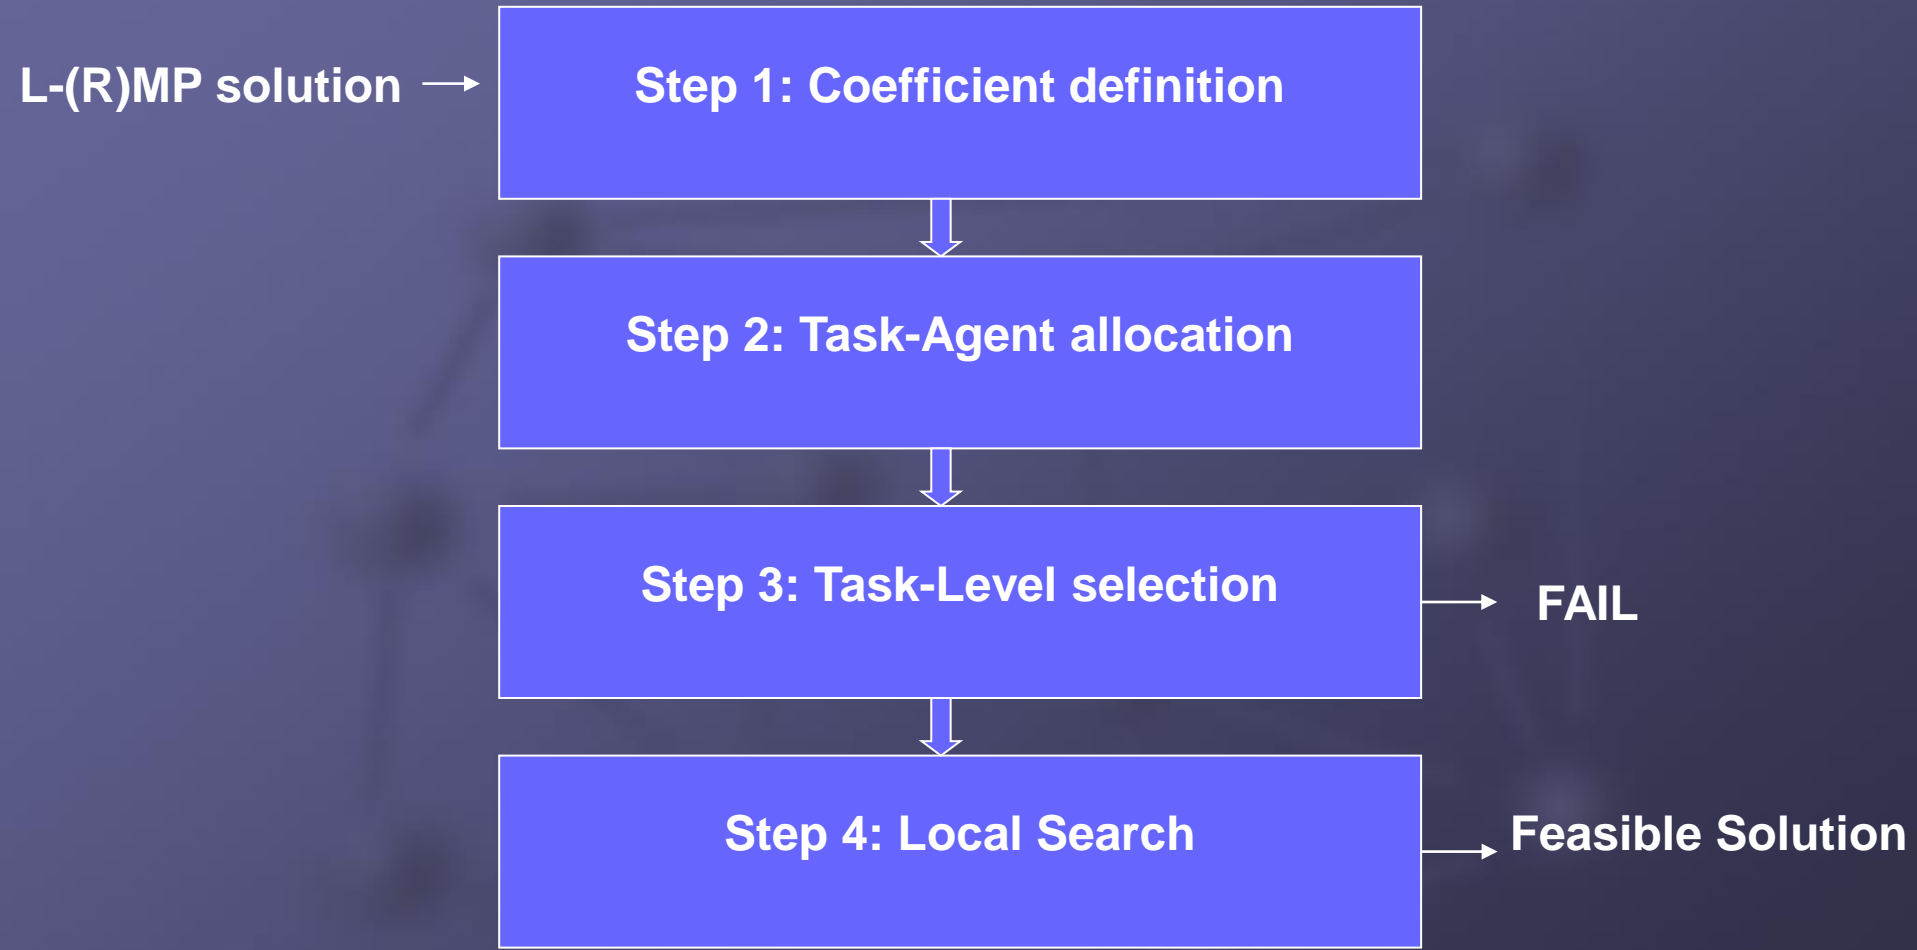 L-(R)MP solution
Step 1: Coefficient definition
Step 2: Task-Agent allocation
Step 3: Task-Level selection
FAIL
Step 4: Local Search
Feasible Solution